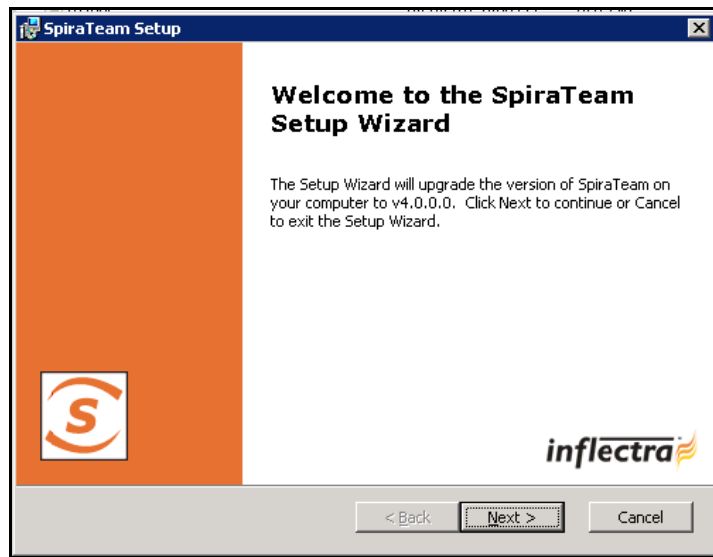 SpiraTeam Setup
Welcome to the SpiraTeam
Setup Wizard
The Setup Wizard will upgrade the version of SpiraTeam on
your computer to v4.0.0.0. Click Next to continue or Cancel
to exit the Setup Wizard.
S
inflectra
< Back Next > Cancel